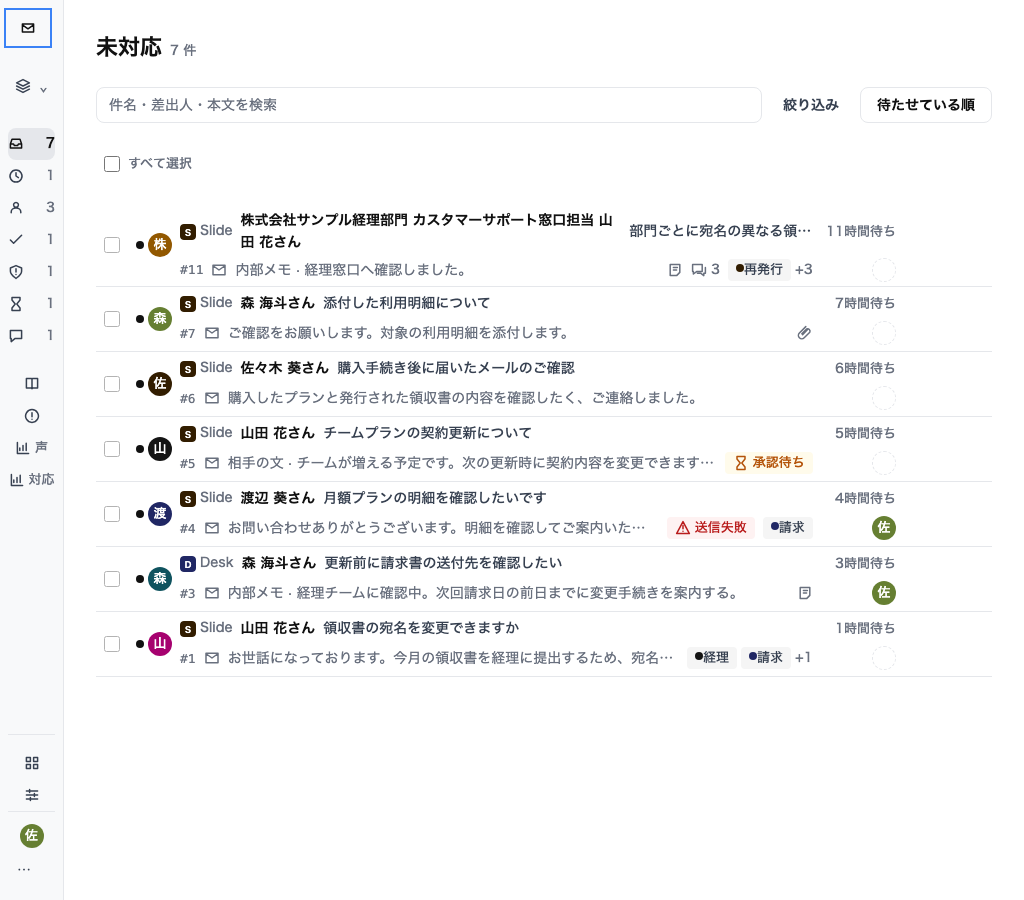 未対応 7 件
件名・差出人・本文を検索
絞り込み
待たせている順
7
1
3
1
1
1
1
声
対応
佐
…
すべて選択
株 S Slide 株式会社サンプル経理部門 カスタマーサポート窓口担当 山
田 花さん 部門ごとに宛名の異なる領… 11時間待ち
#11 内部メモ · 経理窓口へ確認しました。 3 再発行 +3
森 S Slide 森 海斗さん 添付した利用明細について 7時間待ち
#7 ご確認をお願いします。対象の利用明細を添付します。
佐 S Slide 佐々木 葵さん 購入手続き後に届いたメールのご確認 6時間待ち
#6 購入したプランと発行された領収書の内容を確認したく、ご連絡しました。
山 S Slide 山田 花さん チームプランの契約更新について 5時間待ち
#5 相手の文 · チームが増える予定です。次の更新時に契約内容を変更できます… 承認待ち
渡 S Slide 渡辺 葵さん 月額プランの明細を確認したいです 4時間待ち
#4 お問い合わせありがとうございます。明細を確認してご案内いた… 送信失敗 請求 佐
森 D Desk 森 海斗さん 更新前に請求書の送付先を確認したい 3時間待ち
#3 内部メモ · 経理チームに確認中。次回請求日の前日までに変更手続きを案内する。 佐
山 S Slide 山田 花さん 領収書の宛名を変更できますか 1時間待ち
#1 お世話になっております。今月の領収書を経理に提出するため、宛名… 経理 請求 +1